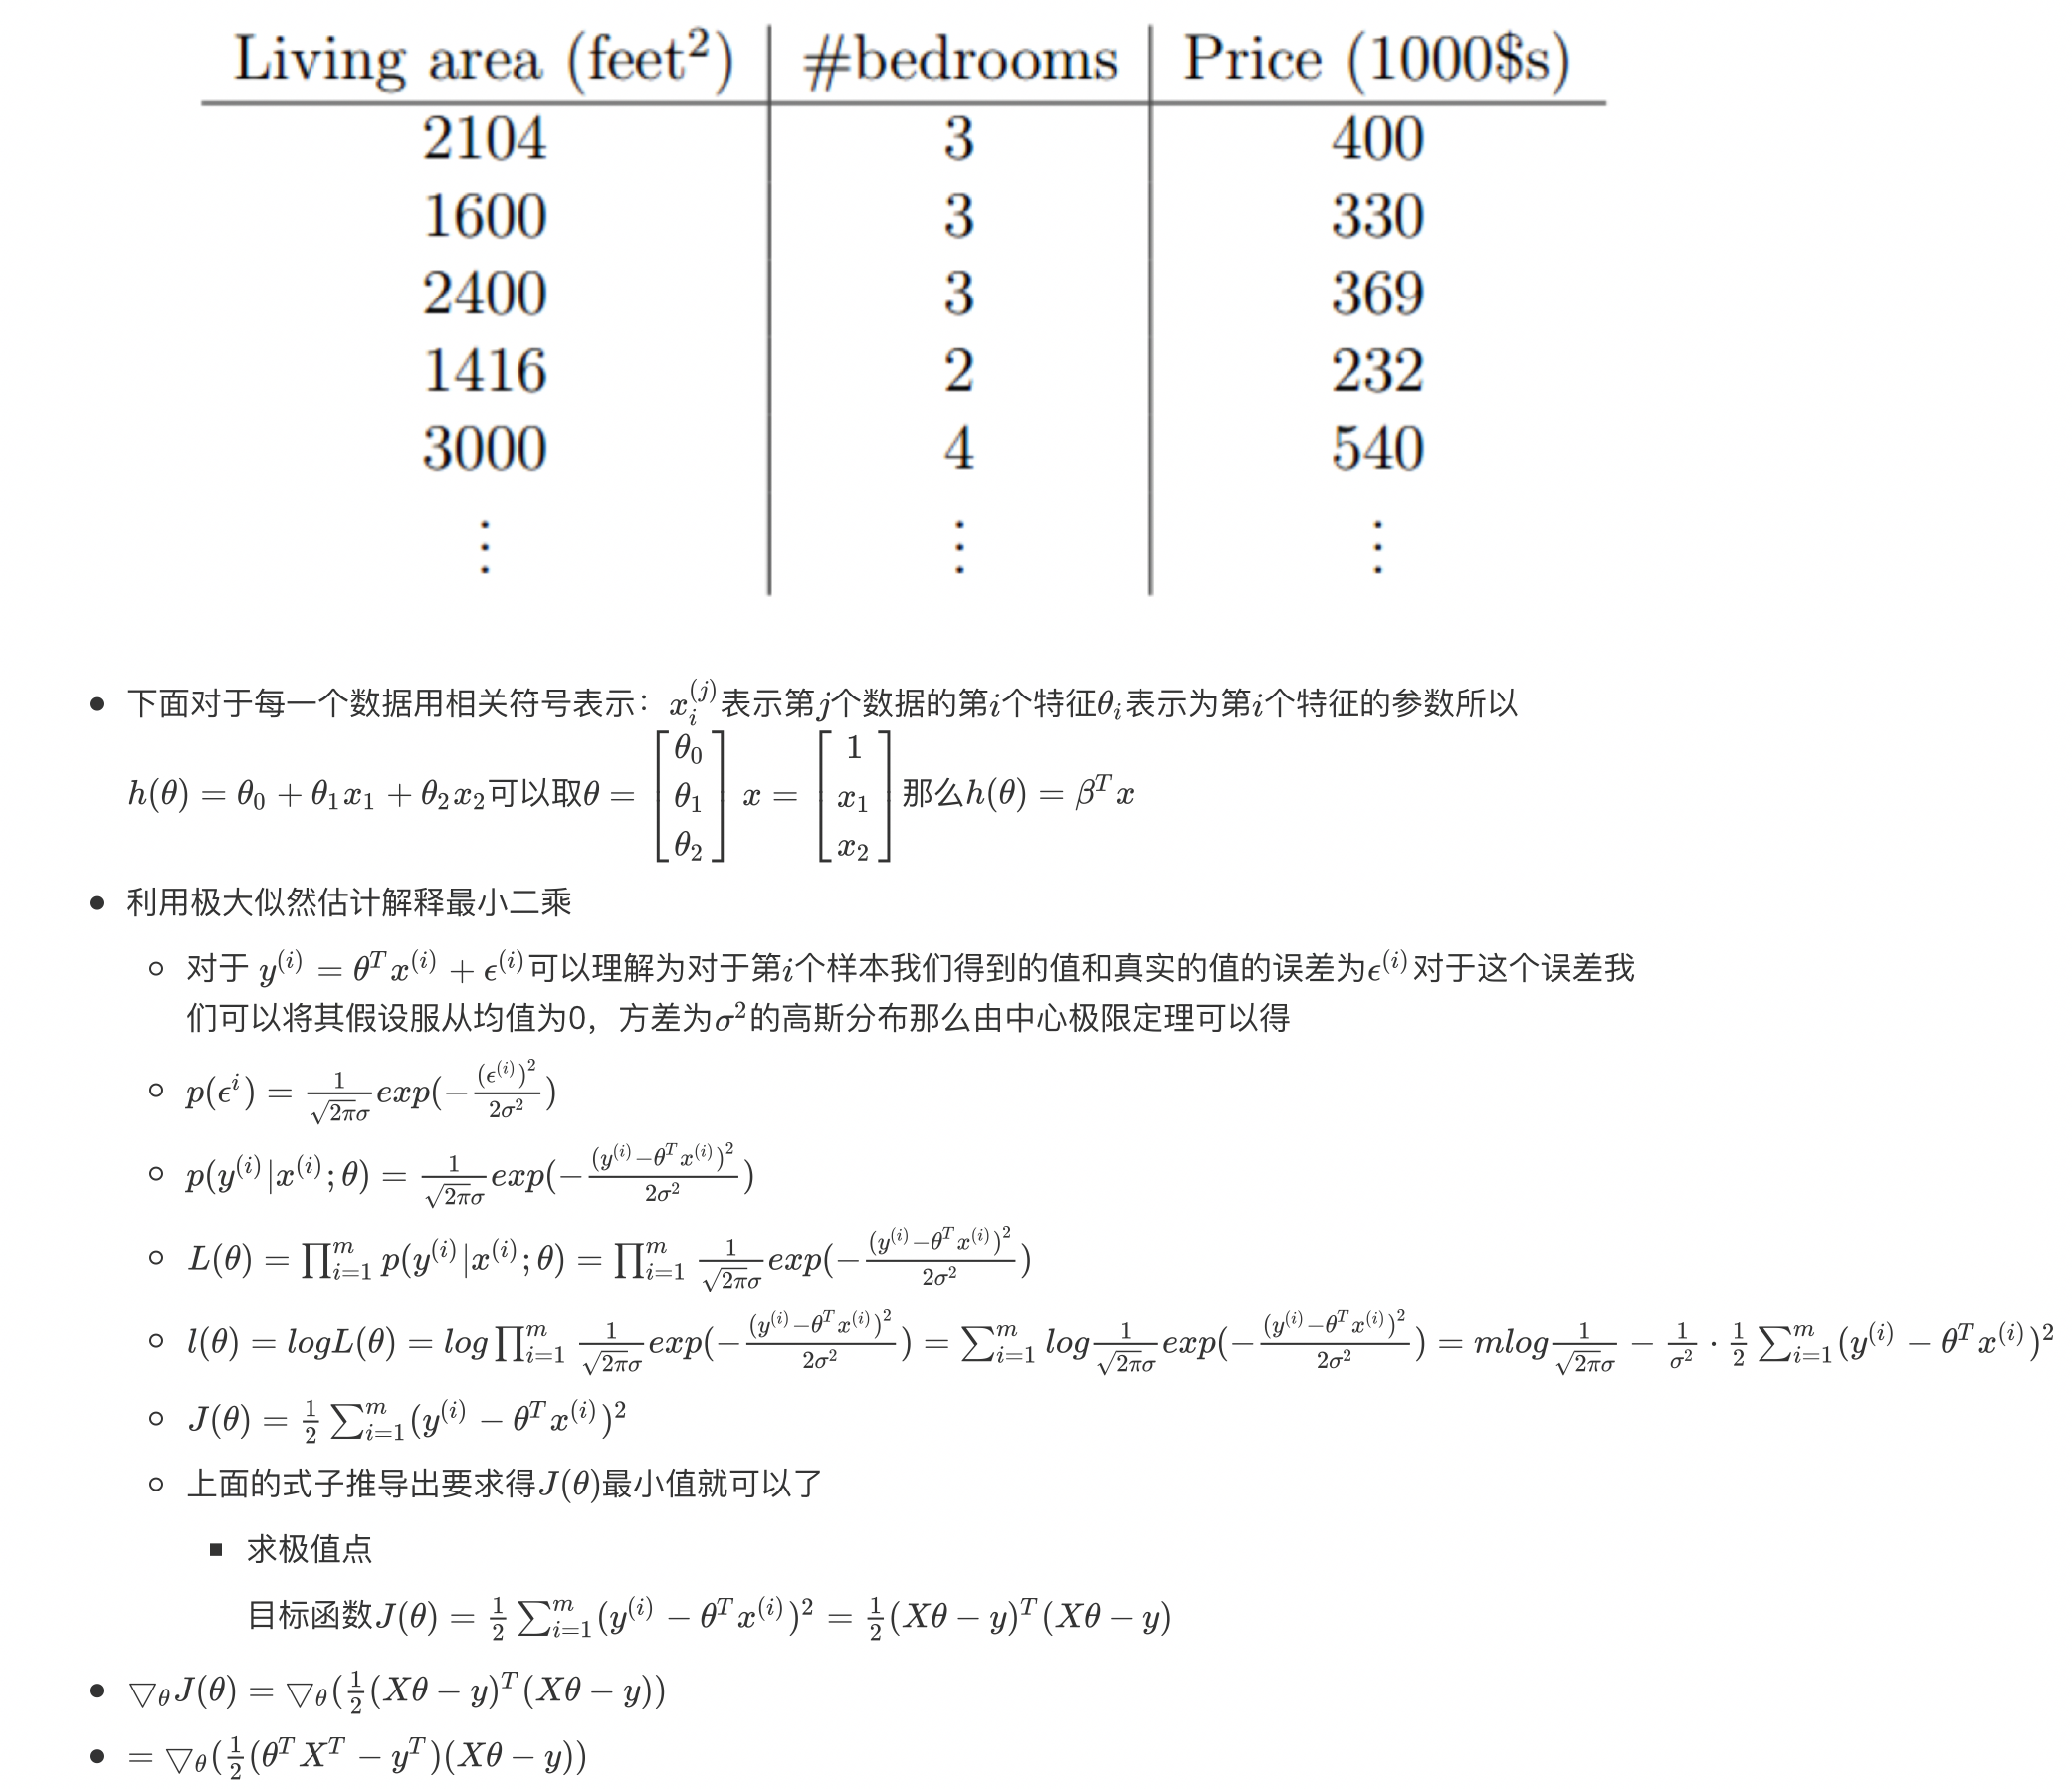 Living area (feet²) #bedrooms Price (1000$s)
2104 3 400
1600 3 330
2400 3 369
1416 2 232
3000 4 540
⋮ ⋮ ⋮
• 下面对于每一个数据用相关符号表示：$x_i^{(j)}$表示第$j$个数据的第$i$个特征$\theta_i$表示为第$i$个特征的参数所以
$h(\theta) = \theta_0 + \theta_1 x_1 + \theta_2 x_2$可以取$\theta = \begin{bmatrix} \theta_0 \\ \theta_1 \\ \theta_2 \end{bmatrix}$ $x = \begin{bmatrix} 1 \\ x_1 \\ x_2 \end{bmatrix}$那么$h(\theta) = \beta^T x$
• 利用极大似然估计解释最小二乘
◦ 对于 $y^{(i)} = \theta^T x^{(i)} + \epsilon^{(i)}$可以理解为对于第$i$个样本我们得到的值和真实的值的误差为$\epsilon^{(i)}$对于这个误差我
们可以将其假设服从均值为0，方差为$\sigma^2$的高斯分布那么由中心极限定理可以得
◦ $p(\epsilon^i) = \frac{1}{\sqrt{2\pi}\sigma} exp(-\frac{(\epsilon^{(i)})^2}{2\sigma^2})$
◦ $p(y^{(i)}|x^{(i)};\theta) = \frac{1}{\sqrt{2\pi}\sigma} exp(-\frac{(y^{(i)}-\theta^T x^{(i)})^2}{2\sigma^2})$
◦ $L(\theta) = \prod_{i=1}^m p(y^{(i)}|x^{(i)};\theta) = \prod_{i=1}^m \frac{1}{\sqrt{2\pi}\sigma} exp(-\frac{(y^{(i)}-\theta^T x^{(i)})^2}{2\sigma^2})$
◦ $l(\theta) = logL(\theta) = log\prod_{i=1}^m \frac{1}{\sqrt{2\pi}\sigma} exp(-\frac{(y^{(i)}-\theta^T x^{(i)})^2}{2\sigma^2}) = \sum_{i=1}^m log\frac{1}{\sqrt{2\pi}\sigma} exp(-\frac{(y^{(i)}-\theta^T x^{(i)})^2}{2\sigma^2}) = mlog\frac{1}{\sqrt{2\pi}\sigma} - \frac{1}{\sigma^2} \cdot \frac{1}{2}\sum_{i=1}^m (y^{(i)} - \theta^T x^{(i)})^2$
◦ $J(\theta) = \frac{1}{2}\sum_{i=1}^m (y^{(i)} - \theta^T x^{(i)})^2$
◦ 上面的式子推导出要求得$J(\theta)$最小值就可以了
▪ 求极值点
目标函数$J(\theta) = \frac{1}{2}\sum_{i=1}^m (y^{(i)} - \theta^T x^{(i)})^2 = \frac{1}{2}(X\theta - y)^T(X\theta - y)$
• $\bigtriangledown_\theta J(\theta) = \bigtriangledown_\theta(\frac{1}{2}(X\theta - y)^T(X\theta - y))$
• $= \bigtriangledown_\theta(\frac{1}{2}(\theta^T X^T - y^T)(X\theta - y))$